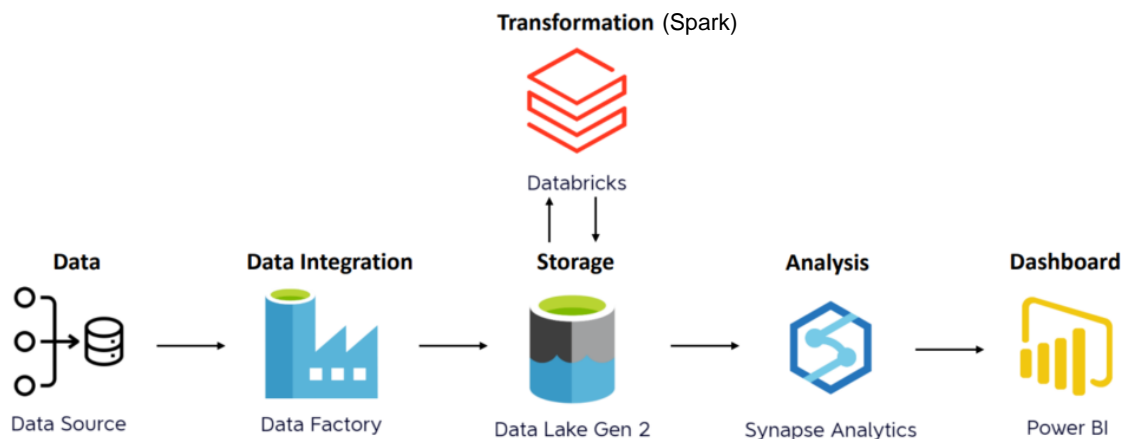 Transformation (Spark)
Databricks
Data
Data Integration
Storage
Analysis
Dashboard
Data Source
Data Factory
Data Lake Gen 2
Synapse Analytics
Power BI